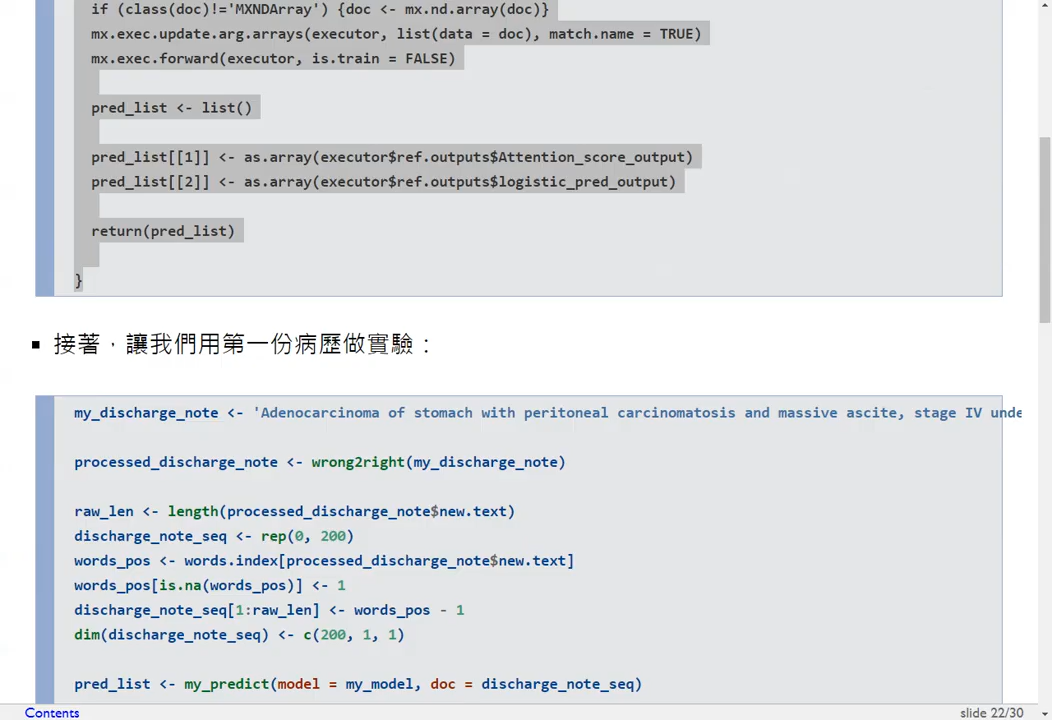 if (class(doc)!='MXNDArray') {doc <- mx.nd.array(doc)}
mx.exec.update.arg.arrays(executor, list(data = doc), match.name = TRUE)
mx.exec.forward(executor, is.train = FALSE)
pred_list <- list()
pred_list[[1]] <- as.array(executor$ref.outputs$Attention_score_output)
pred_list[[2]] <- as.array(executor$ref.outputs$logistic_pred_output)
return(pred_list)
}
▪ 接著，讓我們用第一份病歷做實驗：
my_discharge_note <- 'Adenocarcinoma of stomach with peritoneal carcinomatosis and massive ascite, stage IV unde
processed_discharge_note <- wrong2right(my_discharge_note)
raw_len <- length(processed_discharge_note$new.text)
discharge_note_seq <- rep(0, 200)
words_pos <- words.index[processed_discharge_note$new.text]
words_pos[is.na(words_pos)] <- 1
discharge_note_seq[1:raw_len] <- words_pos - 1
dim(discharge_note_seq) <- c(200, 1, 1)
pred_list <- my_predict(model = my_model, doc = discharge_note_seq)
Contents
slide 22/30